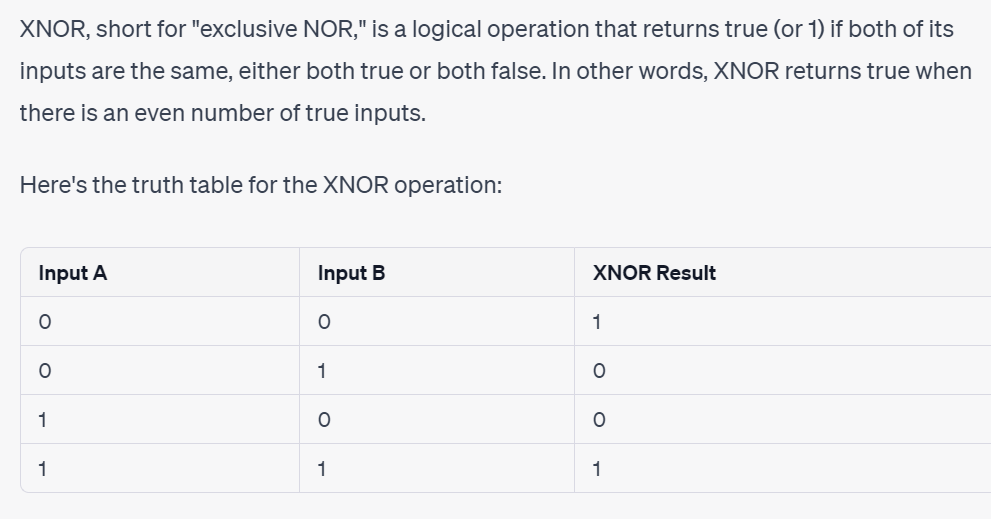 XNOR, short for "exclusive NOR," is a logical operation that returns true (or 1) if both of its
inputs are the same, either both true or both false. In other words, XNOR returns true when
there is an even number of true inputs.
Here's the truth table for the XNOR operation:
Input A Input B XNOR Result
0 0 1
0 1 0
1 0 0
1 1 1